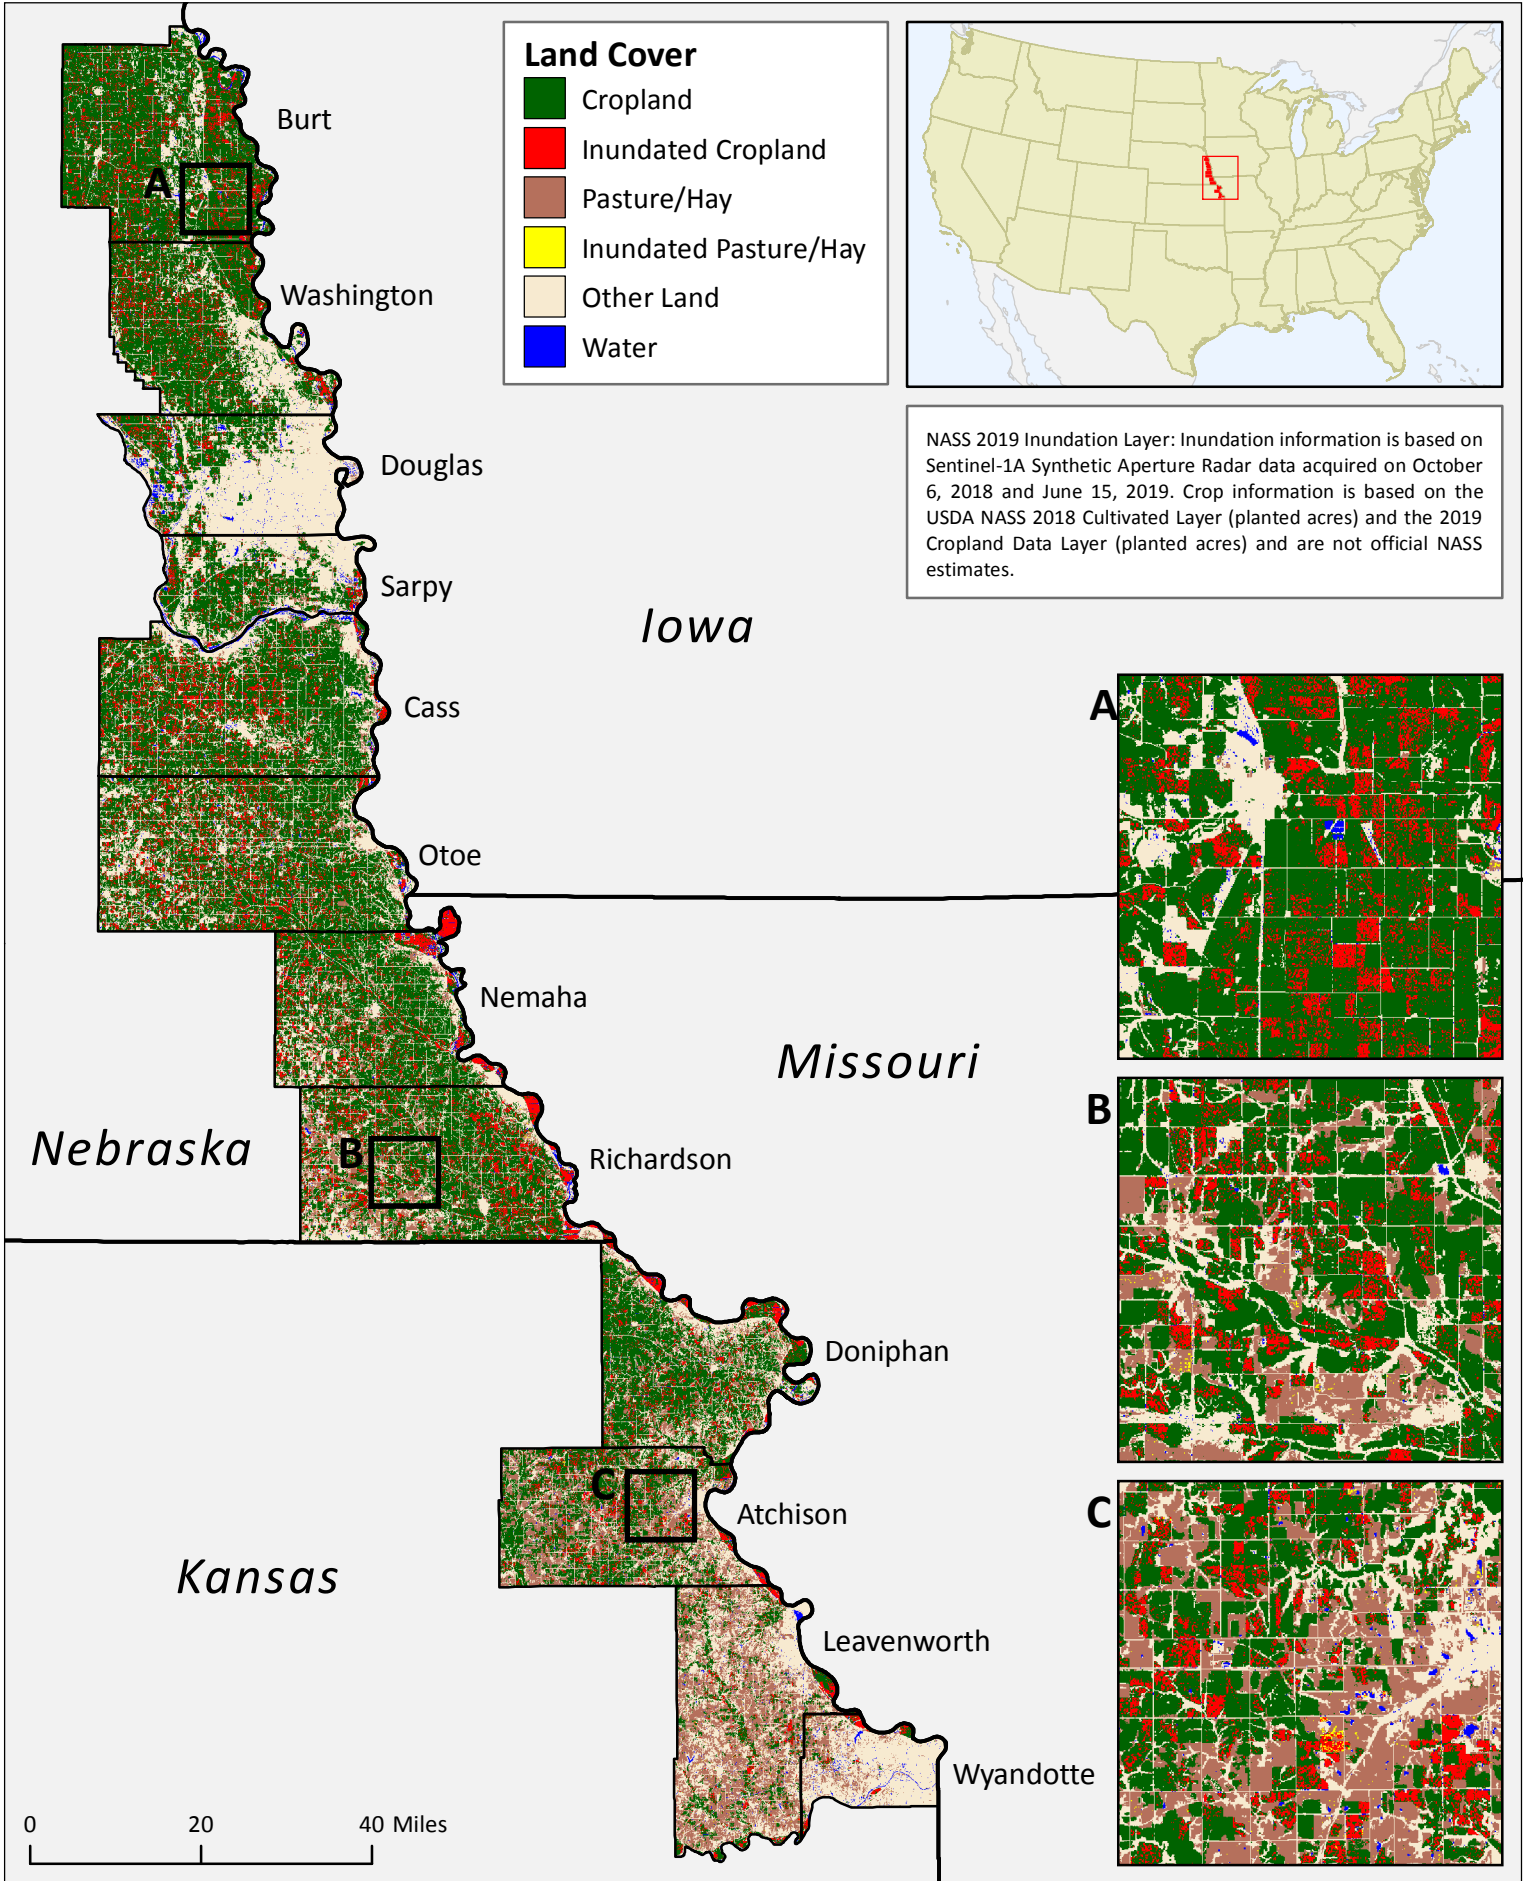 Land Cover
Cropland
Inundated Cropland
Pasture/Hay
Inundated Pasture/Hay
Other Land
Water
NASS 2019 Inundation Layer: Inundation information is based on
Sentinel-1A Synthetic Aperture Radar data acquired on October
6, 2018 and June 15, 2019. Crop information is based on the
USDA NASS 2018 Cultivated Layer (planted acres) and the 2019
Cropland Data Layer (planted acres) and are not official NASS
estimates.
Burt
A
Washington
Douglas
Sarpy
Iowa
Cass
A
Otoe
Nemaha
Missouri
B
Nebraska
B
Richardson
Doniphan
C
C
Atchison
Kansas
Leavenworth
Wyandotte
0 20 40 Miles